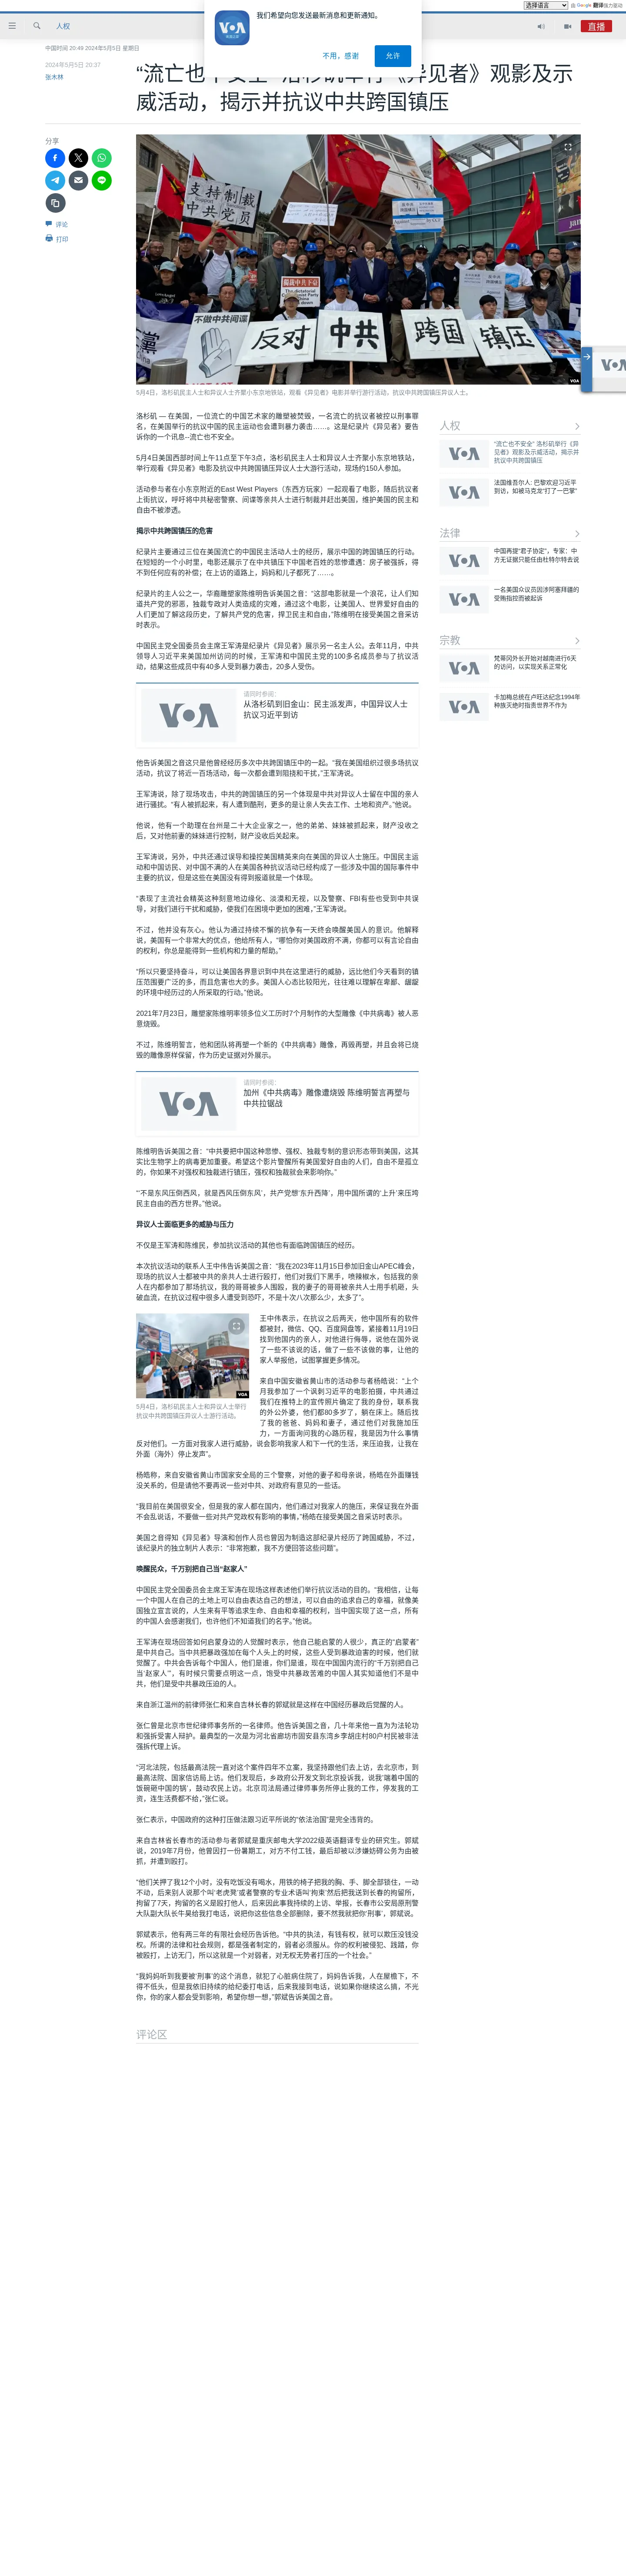 选择语言
由 Google 翻译强力驱动
我们希望向您发送最新消息和更新通知。
不用，感谢
允许
人权
直播
中国时间 20:49 2024年5月5日 星期日
2024年5月5日 20:37
张木林
威示活动，揭示并抗议中共跨国镇压
分享
评论
打印
支持制裁
中共党员
不做中共
反对
中共
跨国
镇压
VOA
5月4日，洛杉矶民主人士和异议人士齐聚小东京地铁站，观看《异见者》电影并举行游行活动，抗议中共跨国镇压异议人士。
洛杉矶 — 在美国，一位流亡的中国艺术家的雕塑被焚毁，一名流亡的抗议者被控以刑事罪
名，在美国举行的抗议中国的民主运动也会遭到暴力袭击……。这是纪录片《异见者》要告
诉你的一个讯息--流亡也不安全。
5月4日美国西部时间上午11点至下午3点，洛杉矶民主人士和异议人士齐聚小东京地铁站，
举行观看《异见者》电影及抗议中共跨国镇压异议人士大游行活动，现场约150人参加。
活动参与者在小东京附近的East West Players（东西方玩家）一起观看了电影，随后抗议者
上街抗议，呼吁将中共秘密警察、间谍等亲共人士进行制裁并赶出美国，维护美国的民主和
自由不被渗透。
揭示中共跨国镇压的危害
纪录片主要通过三位在美国流亡的中国民主活动人士的经历，展示中国的跨国镇压的行动。
在短短的一个小时里，电影还展示了在中共镇压下中国老百姓的悲惨遭遇：房子被强拆，得
不到任何应有的补偿；在上访的道路上，妈妈和儿子都死了……。
纪录片的主人公之一，华裔雕塑家陈维明告诉美国之音：“这部电影就是一个浪花，让人们知
道共产党的邪恶，独裁专政对人类造成的灾难，通过这个电影，让美国人、世界爱好自由的
人们更加了解这段历史，了解共产党的危害，捍卫民主和自由，”陈维明在接受美国之音采访
时表示。
中国民主党全国委员会主席王军涛是纪录片《异见者》展示另一名主人公。去年11月，中共
领导人习近平来美国加州访问的时候，王军涛和中国民主党的100多名成员参与了抗议活
动，结果这些成员中有40多人受到暴力袭击，20多人受伤。
VOA
请同时参阅：
从洛杉矶到旧金山：民主派发声，中国异议人士
抗议习近平到访
他告诉美国之音这只是他曾经经历多次中共跨国镇压中的一起。“我在美国组织过很多场抗议
活动，抗议了将近一百场活动，每一次都会遭到阻挠和干扰，”王军涛说。
王军涛说，除了现场攻击，中共的跨国镇压的另一个体现是中共对异议人士留在中国的亲人
进行骚扰。“有人被抓起来，有人遭到酷刑，更多的是让亲人失去工作、土地和资产。”他说。
他说，他有一个助理在台州是二十大企业家之一，他的弟弟、妹妹被抓起来，财产没收之
后，又对他前妻的妹妹进行控制，财产没收后关起来。
王军涛说，另外，中共还通过误导和操控美国精英来向在美国的异议人士施压。中国民主运
动和中国访民、对中国不满的人在美国各种抗议活动已经构成了一些涉及中国的国际事件中
主要的抗议，但是这些在美国没有得到报道就是一个体现。
“表现了主流社会精英这种刻意地边缘化、淡漠和无视，以及警察、FBI有些也受到中共误
导，对我们进行干扰和威胁，使我们在困境中更加的困难，”王军涛说。
不过，他并没有灰心。他认为通过持续不懈的抗争有一天终会唤醒美国人的意识。他解释
说，美国有一个非常大的优点，他给所有人，“哪怕你对美国政府不满，你都可以有言论自由
的权利，你总是能得到一些机构和力量的帮助。”
“所以只要坚持奋斗，可以让美国各界意识到中共在这里进行的威胁，远比他们今天看到的镇
压范围要广泛的多，而且危害也大的多。美国人心态比较阳光，往往难以理解在卑鄙、龌龊
的环境中经历过的人所采取的行动。”他说。
2021年7月23日，雕塑家陈维明率领多位义工历时7个月制作的大型雕像《中共病毒》被人恶
意烧毁。
不过，陈维明誓言，他和团队将再塑一个新的《中共病毒》雕像，再毁再塑，并且会将已烧
毁的雕像原样保留，作为历史证据对外展示。
VOA
请同时参阅：
加州《中共病毒》雕像遭烧毁 陈维明誓言再塑与
中共拉锯战
陈维明告诉美国之音：“中共要把中国这种悲惨、强权、独裁专制的意识形态带到美国，这其
实比生物学上的病毒更加重要。希望这个影片警醒所有美国爱好自由的人们，自由不是孤立
的，你如果不对强权和独裁进行镇压，强权和独裁就会来影响你。”
“‘不是东风压倒西风，就是西风压倒东风’，共产党想‘东升西降’，用中国所谓的‘上升’来压垮
民主自由的西方世界。”他说。
异议人士面临更多的威胁与压力
不仅是王军涛和陈维民，参加抗议活动的其他也有面临跨国镇压的经历。
本次抗议活动的联系人王中伟告诉美国之音：“我在2023年11月15日参加旧金山APEC峰会，
现场的抗议人士都被中共的亲共人士进行殴打，他们对我们下黑手，喷辣椒水，包括我的亲
人在内都参加了那场抗议，我的哥哥被多人围殴，我的妻子的哥哥被亲共人士用手机砸，头
破血流，在抗议过程中很多人遭受到恐吓，不是十次八次那么少，太多了”。
VOA
5月4日，洛杉矶民主人士和异议人士举行
抗议中共跨国镇压异议人士游行活动。
王中伟表示，在抗议之后两天，他中国所有的软件
都被封，微信、QQ、百度网盘等，紧接着11月19日
找到他国内的亲人，对他进行侮辱，说他在国外说
了一些不该说的话，做了一些不该做的事，让他的
家人举报他，试图掌握更多情况。
来自中国安徽省黄山市的活动参与者杨皓说：“上个
月我参加了一个讽刺习近平的电影拍摄，中共通过
我们在推特上的宣传照片确定了我的身份，联系我
的外公外婆，他们都80多岁了，躺在床上。随后找
了我的爸爸、妈妈和妻子，通过他们对我施加压
力，一方面询问我的心路历程，我是因为什么事情
反对他们。一方面对我家人进行威胁，说会影响我家人和下一代的生活，来压迫我，让我在
外面（海外）停止发声”。
杨皓称，来自安徽省黄山市国家安全局的三个警察，对他的妻子和母亲说，杨皓在外面赚钱
没关系的，但是请他不要再说一些对中共、对政府有意见的一些话。
“我目前在美国很安全，但是我的家人都在国内，他们通过对我家人的施压，来保证我在外面
不会乱说话，不要做一些对共产党政权有影响的事情，”杨皓在接受美国之音采访时表示。
美国之音得知《异见者》导演和创作人员也曾因为制造这部纪录片经历了跨国威胁，不过，
该纪录片的独立制片人表示：“非常抱歉，我不方便回答这些问题”。
唤醒民众，千万别把自己当“赵家人”
中国民主党全国委员会主席王军涛在现场这样表述他们举行抗议活动的目的。“我相信，让每
一个中国人在自己的土地上可以自由表达自己的想法，可以自由的追求自己的幸福，就像美
国独立宣言说的，人生来有平等追求生命、自由和幸福的权利，当中国实现了这一点，所有
的中国人会感谢我们，也许他们不知道我们的名字，”他说。
王军涛在现场回答如何启蒙身边的人觉醒时表示，他自己能启蒙的人很少，真正的“启蒙者”
是中共自己。当中共把暴政强加在每个人头上的时候，这些人受到暴政迫害的时候，他们就
觉醒了。中共会告诉每个中国人，他们是谁，你们是谁，现在中国国内流行的“千万别把自己
当‘赵家人’”，有时候只需要点明这一点，饱受中共暴政苦难的中国人其实知道他们不是中
共，他们是受中共暴政压迫的人。
来自浙江温州的前律师张仁和来自吉林长春的郭斌就是这样在中国经历暴政后觉醒的人。
张仁曾是北京市世纪律师事务所的一名律师。他告诉美国之音，几十年来他一直为为法轮功
和强拆受害人辩护。最典型的一次是为河北省廊坊市固安县东湾乡李胡庄村80户村民被非法
强拆代理上诉。
“河北法院，包括最高法院一直对这个案件四年不立案，我坚持跟他们去上访，去北京市，到
最高法院、国家信访局上访。他们发现后，乡政府公开发文到北京投诉我，说我‘端着中国的
饭碗砸中国的锅’，鼓动农民上访。北京司法局通过律师事务所停止我的工作，停发我的工
资，连生活费都不给，”张仁说。
张仁表示，中国政府的这种打压做法跟习近平所说的“依法治国”是完全违背的。
来自吉林省长春市的活动参与者郭斌是重庆邮电大学2022级英语翻译专业的研究生。郭斌
说，2019年7月份，他曾因打一份暑期工，对方不付工钱，最后却被以涉嫌妨碍公务为由被
抓，并遭到殴打。
“他们关押了我12个小时，没有吃饭没有喝水，用铁的椅子把我的胸、手、脚全部锁住，一动
不动，后来别人说那个叫‘老虎凳’或者警察的专业术语叫‘拘束’然后把我送到长春的拘留所，
拘留了7天，拘留的名义是殴打他人，后来因此事我持续的上访、举报，长春市公安局原刑警
大队副大队长牛昊给我打电话，说把你这些信息全部删除，要不然我就把你‘刑事’，郭斌说。
郭斌表示，他有两三年的有限社会经历告诉他。“中共的执法，有钱有权，就可以欺压没钱没
权。所谓的法律和社会规则，都是强者制定的，弱者必须服从。你的权利被侵犯、践踏，你
被殴打，上访无门，所以这就是一个对弱者，对无权无势者打压的一个社会。”
“我妈妈听到我要被‘刑事’的这个消息，就犯了心脏病住院了，妈妈告诉我，人在屋檐下，不
得不低头，但是我依旧持续的给纪委打电话，后来我接到电话，说如果你继续这么搞，不光
你，你的家人都会受到影响，希望你想一想，”郭斌告诉美国之音。
评论区
人权
“流亡也不安全” 洛杉矶举行《异
见者》观影及示威活动，揭示并
抗议中共跨国镇压
法国维吾尔人: 巴黎欢迎习近平
到访，如被马克龙“打了一巴掌”
法律
中国再提“君子协定”，专家：中
方无证据只能任由杜特尔特去说
一名美国众议员因涉阿塞拜疆的
受贿指控而被起诉
宗教
梵蒂冈外长开始对越南进行6天
的访问，以实现关系正常化
卡加梅总统在卢旺达纪念1994年
种族灭绝时指责世界不作为